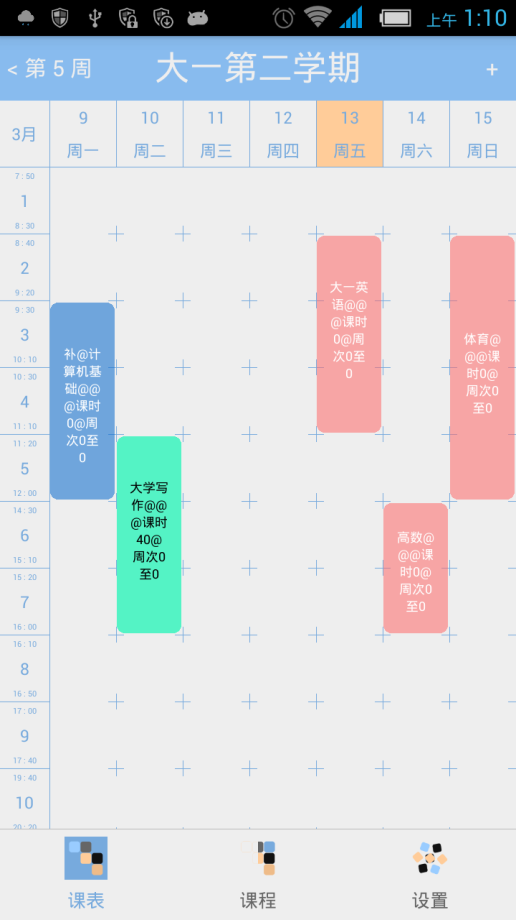 上午 1:10
< 第 5 周
大一第二学期
+
3月
9
10
11
12
13
14
15
周一
周二
周三
周四
周五
周六
周日
7:50
1
8:30
8:40
2
9:20
9:30
3
10:10
10:30
4
11:10
11:20
5
12:00
14:30
6
15:10
15:20
7
16:00
16:10
8
16:50
17:00
9
17:40
19:40
10
20:20
补@计
算机基
础@@
@课时
0@周
次0至
0
大学写
作@@
@课时
40@
周次0
至0
大一英
语@@
@课时
0@周
次0至
0
高数@
@@课
时0@
周次0
至0
体育@
@@课
时0@
周次0
至0
课表
课程
设置